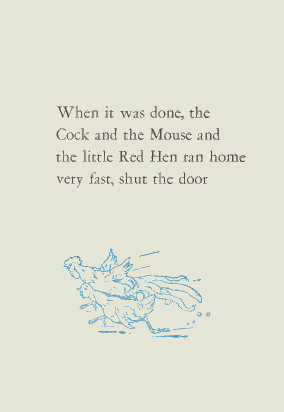 When it was done, the
Cock and the Mouse and
the little Red Hen ran home
very fast, shut the door